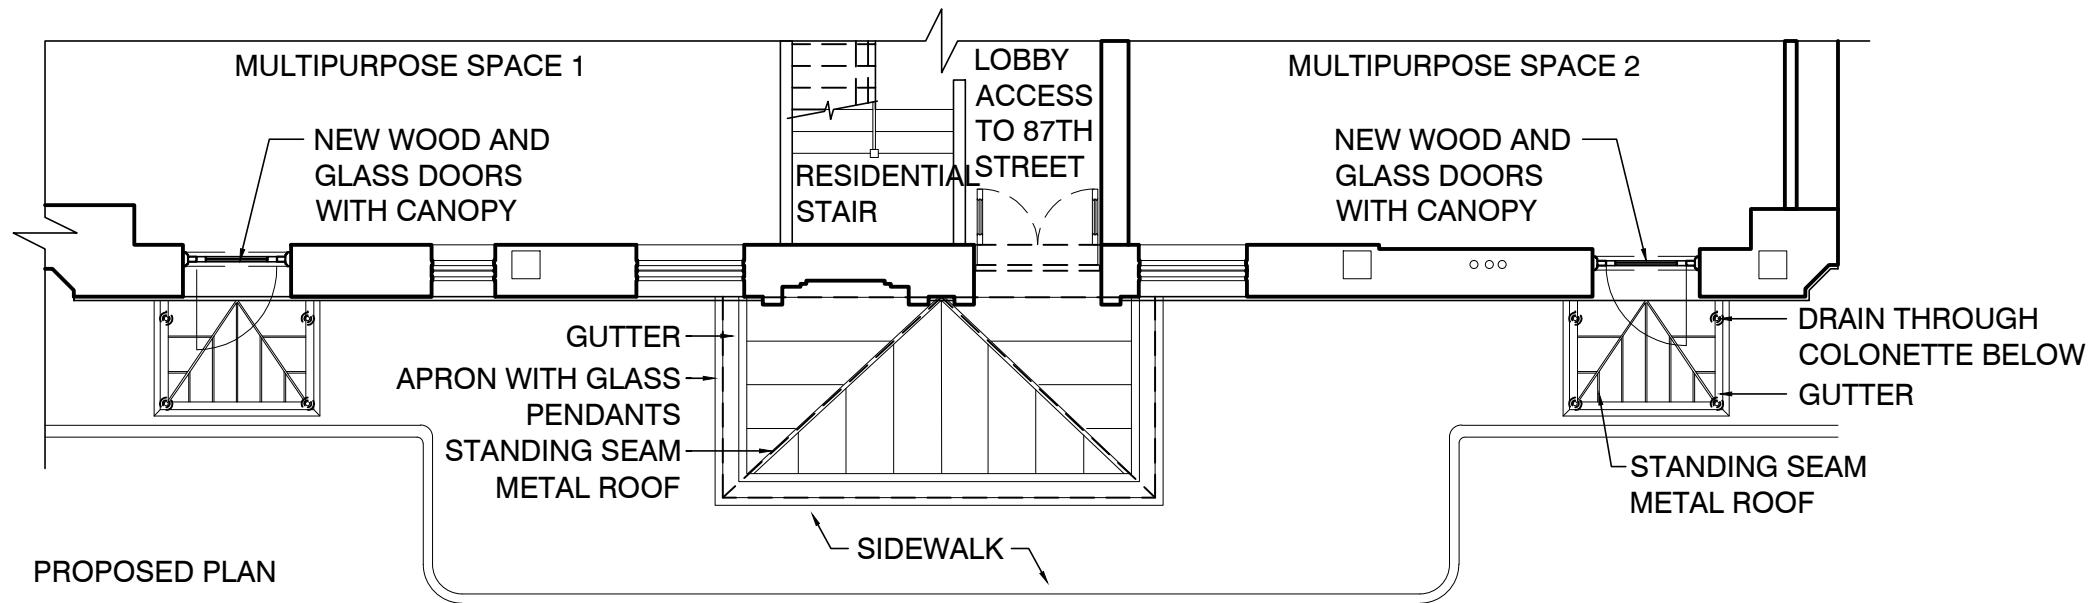 MULTIPURPOSE SPACE 1
LOBBY
ACCESS
TO 87TH
STREET
MULTIPURPOSE SPACE 2
NEW WOOD AND
GLASS DOORS
WITH CANOPY
RESIDENTIAL
STAIR
NEW WOOD AND
GLASS DOORS
WITH CANOPY
GUTTER
APRON WITH GLASS
PENDANTS
STANDING SEAM
METAL ROOF
DRAIN THROUGH
COLONETTE BELOW
GUTTER
STANDING SEAM
METAL ROOF
SIDEWALK
PROPOSED PLAN